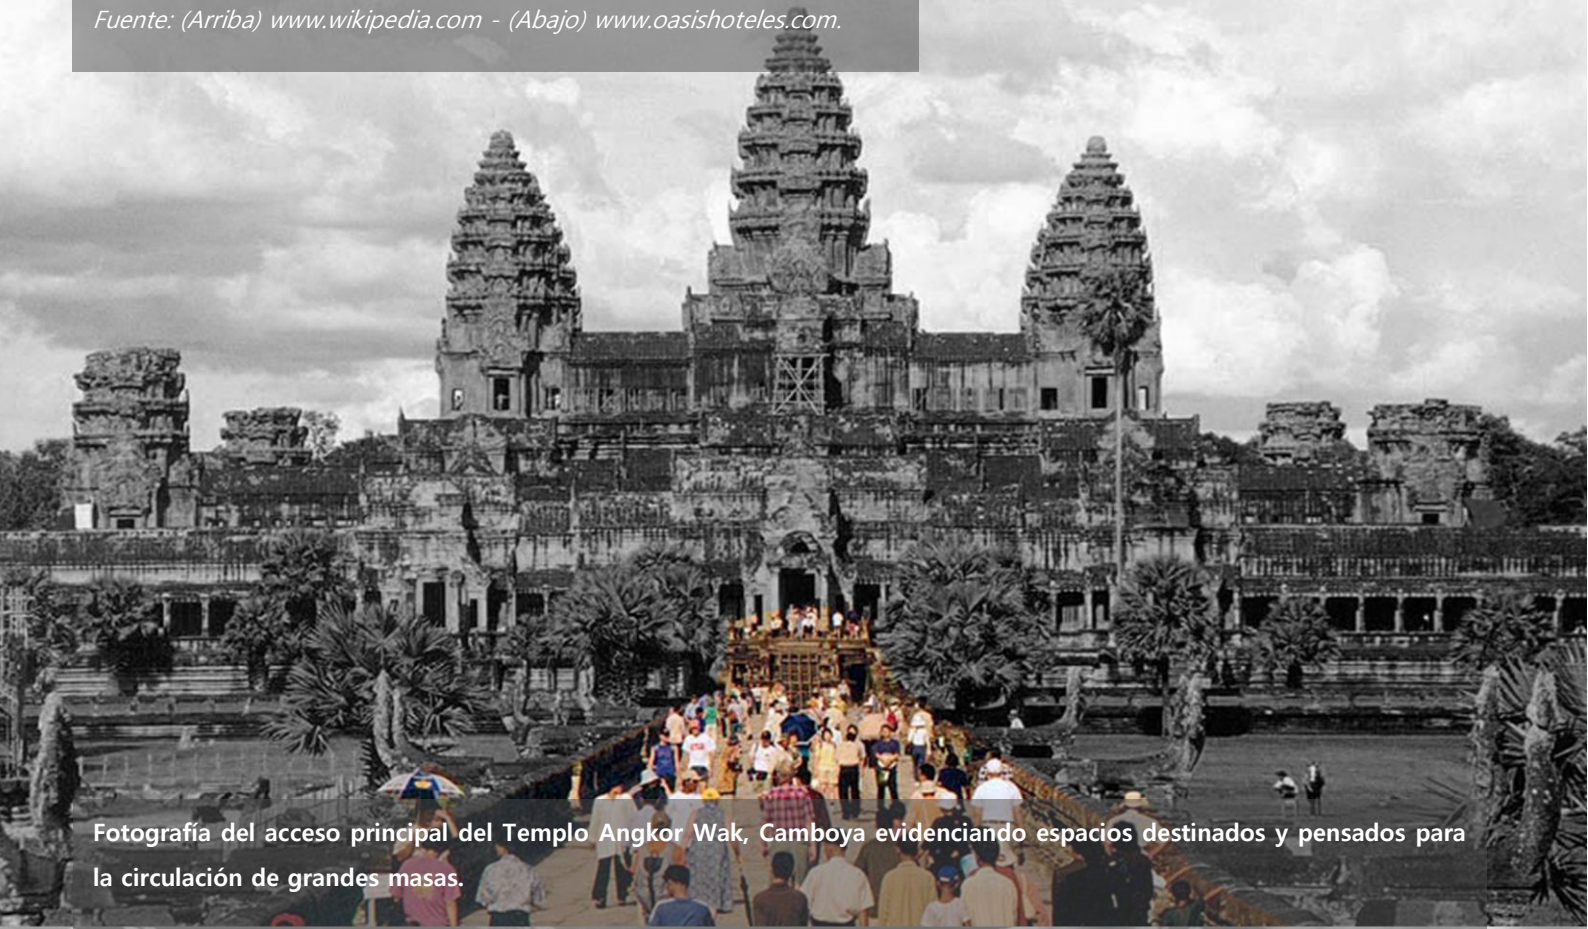 Fuente: (Arriba) www.wikipedia.com - (Abajo) www.oasishoteles.com.
Fotografía del acceso principal del Templo Angkor Wak, Camboya evidenciando espacios destinados y pensados para
la circulación de grandes masas.